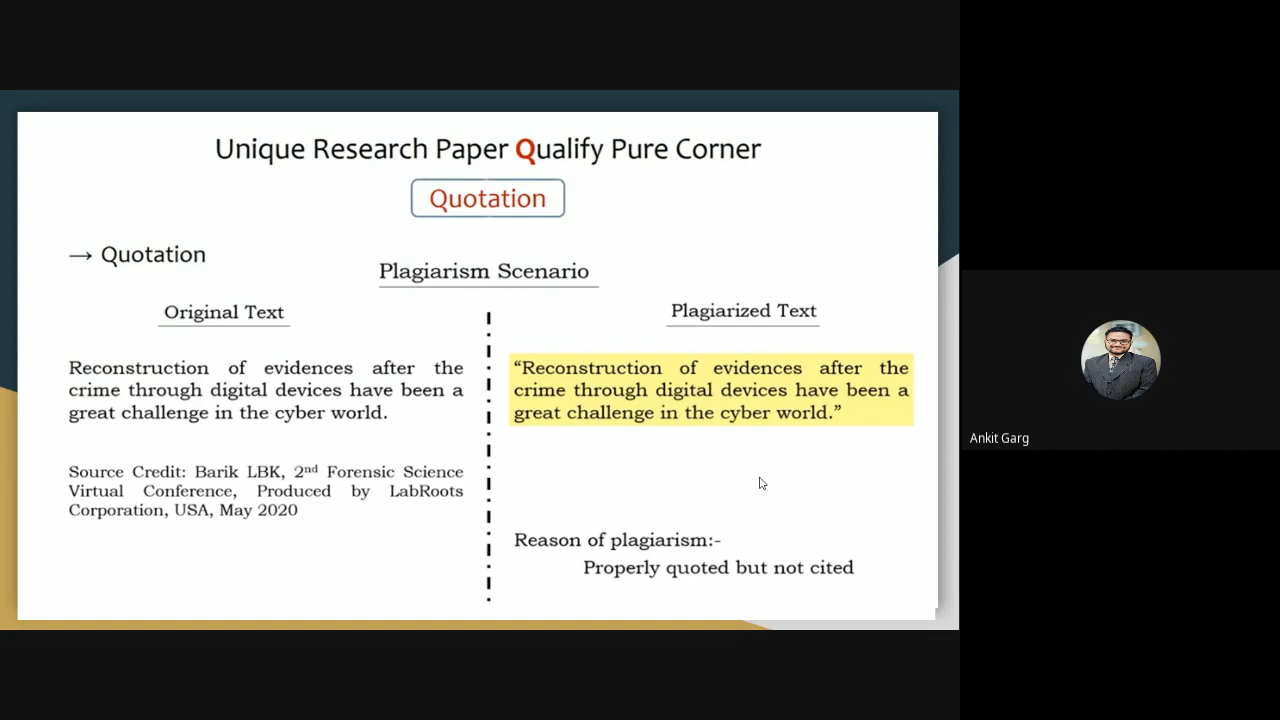 Unique Research Paper Qualify Pure Corner
Quotation
→ Quotation
Plagiarism Scenario
Original Text
Reconstruction of evidences after the
crime through digital devices have been a
great challenge in the cyber world.
Source Credit: Barik LBK, 2nd Forensic Science
Virtual Conference, Produced by LabRoots
Corporation, USA, May 2020
Plagiarized Text
“Reconstruction of evidences after the
crime through digital devices have been a
great challenge in the cyber world.”
Reason of plagiarism:-
Properly quoted but not cited
Ankit Garg